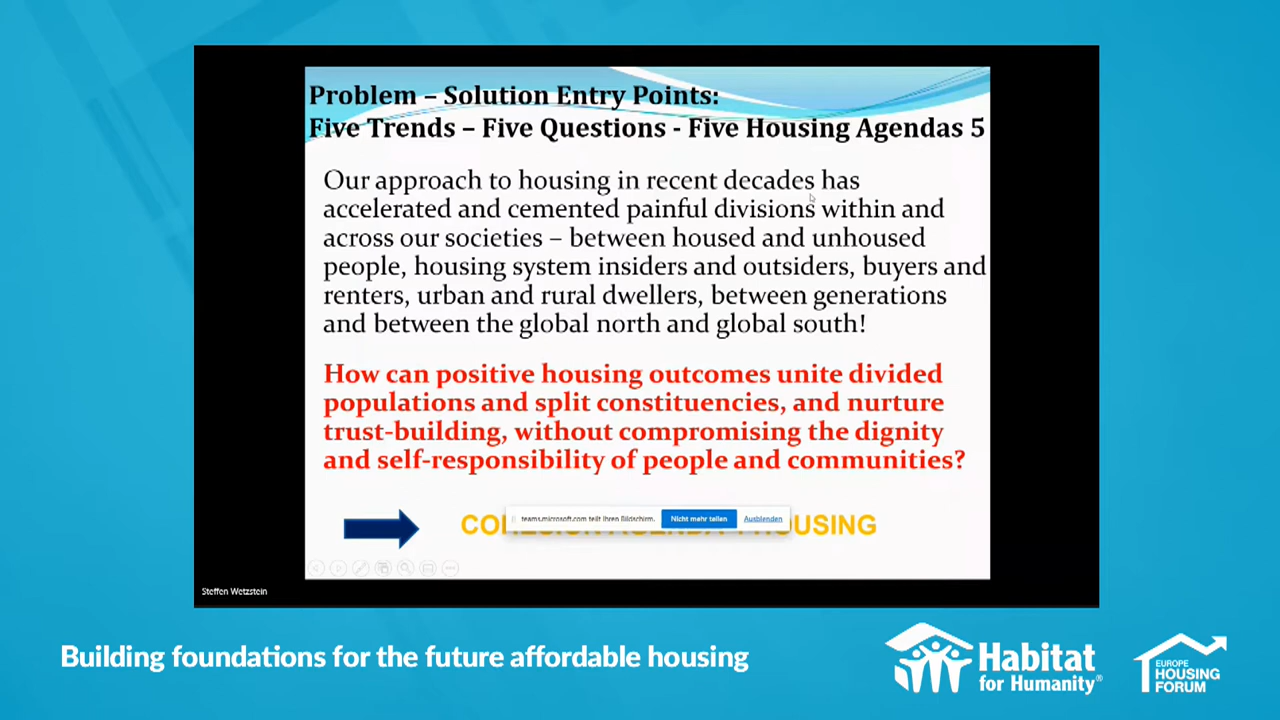 Problem – Solution Entry Points:
Five Trends – Five Questions - Five Housing Agendas 5
Our approach to housing in recent decades has
accelerated and cemented painful divisions within and
across our societies – between housed and unhoused
people, housing system insiders and outsiders, buyers and
renters, urban and rural dwellers, between generations
and between the global north and global south!
How can positive housing outcomes unite divided
populations and split constituencies, and nurture
trust-building, without compromising the dignity
and self-responsibility of people and communities?
teams.microsoft.com teilt Ihren Bildschirm. Nicht mehr teilen Ausblenden
HOUSING
Steffen Wetzstein
Building foundations for the future affordable housing
Habitat
for Humanity®
EUROPE
HOUSING
FORUM